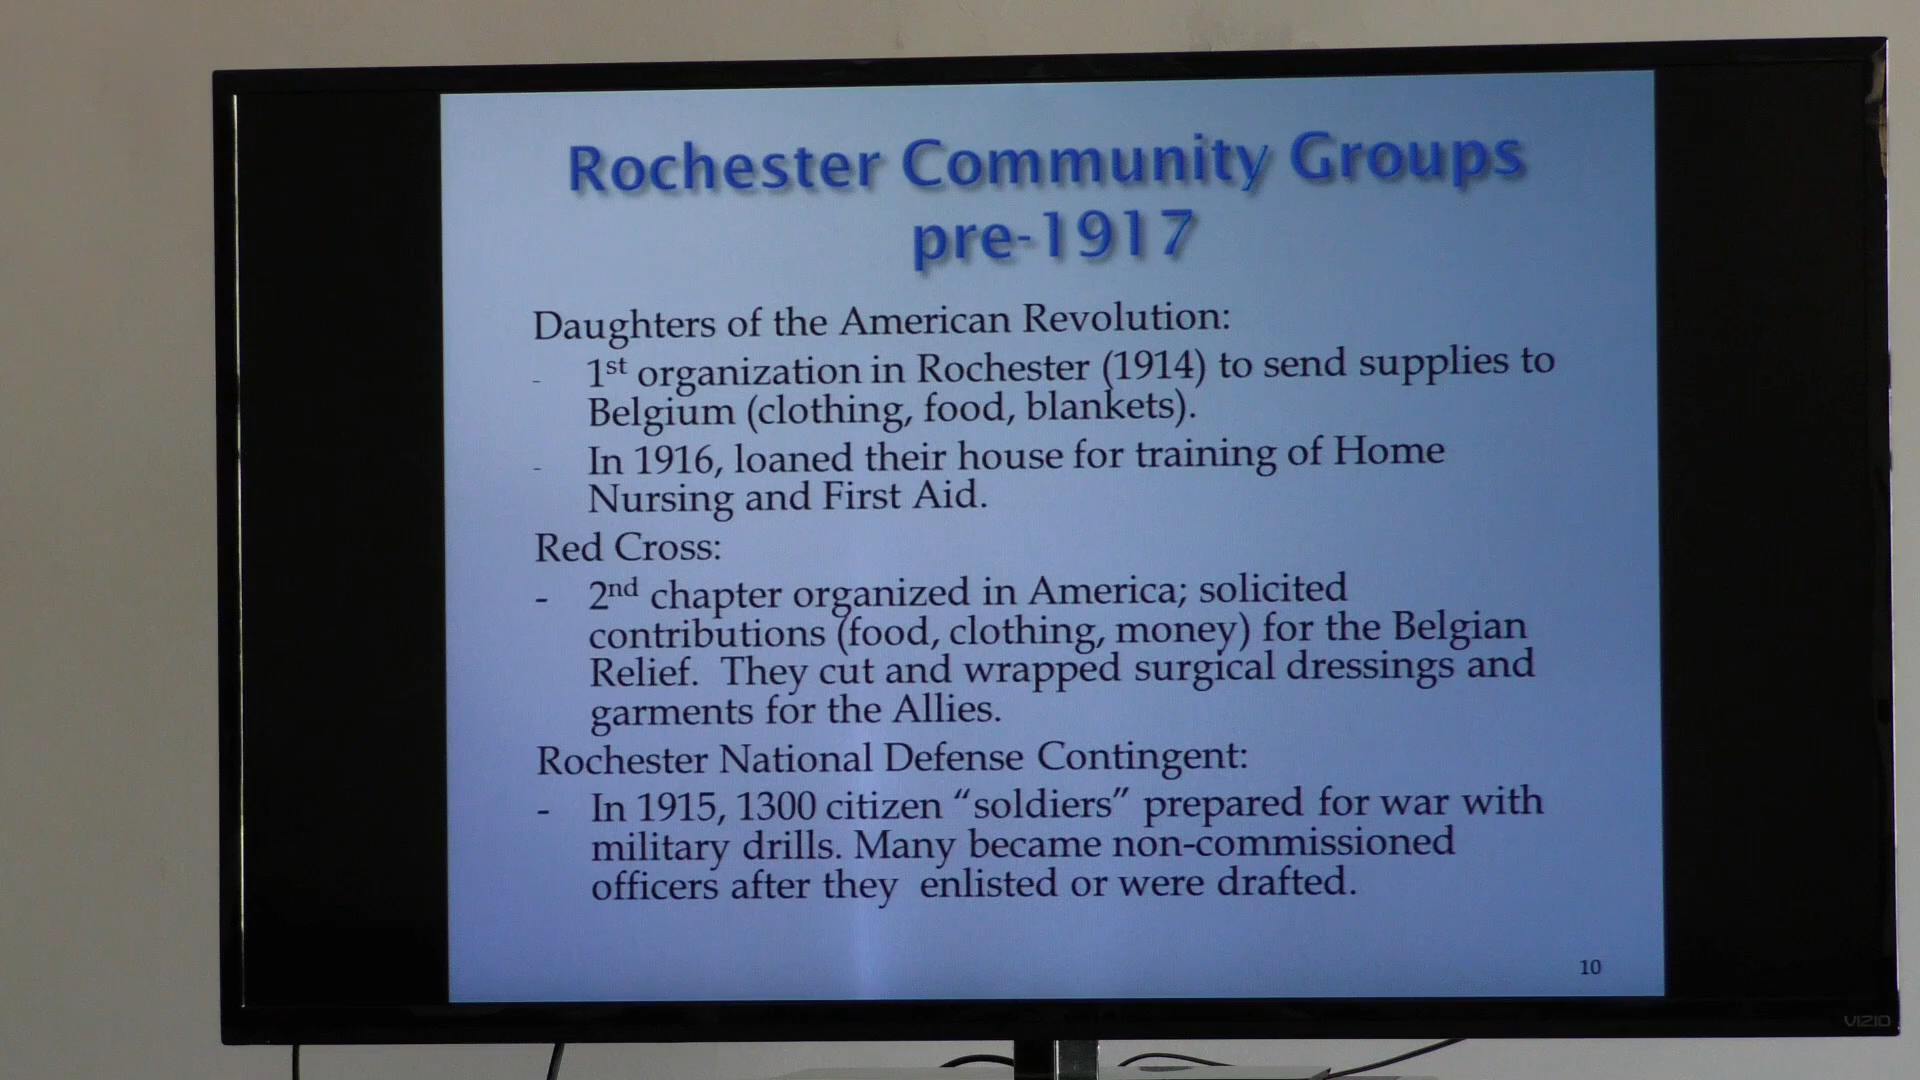 Rochester Community Groups
pre-1917
Daughters of the American Revolution:
- 1st organization in Rochester (1914) to send supplies to
Belgium (clothing, food, blankets).
- In 1916, loaned their house for training of Home
Nursing and First Aid.
Red Cross:
- 2nd chapter organized in America; solicited
contributions (food, clothing, money) for the Belgian
Relief. They cut and wrapped surgical dressings and
garments for the Allies.
Rochester National Defense Contingent:
- In 1915, 1300 citizen “soldiers” prepared for war with
military drills. Many became non-commissioned
officers after they enlisted or were drafted.
10
VIZIO